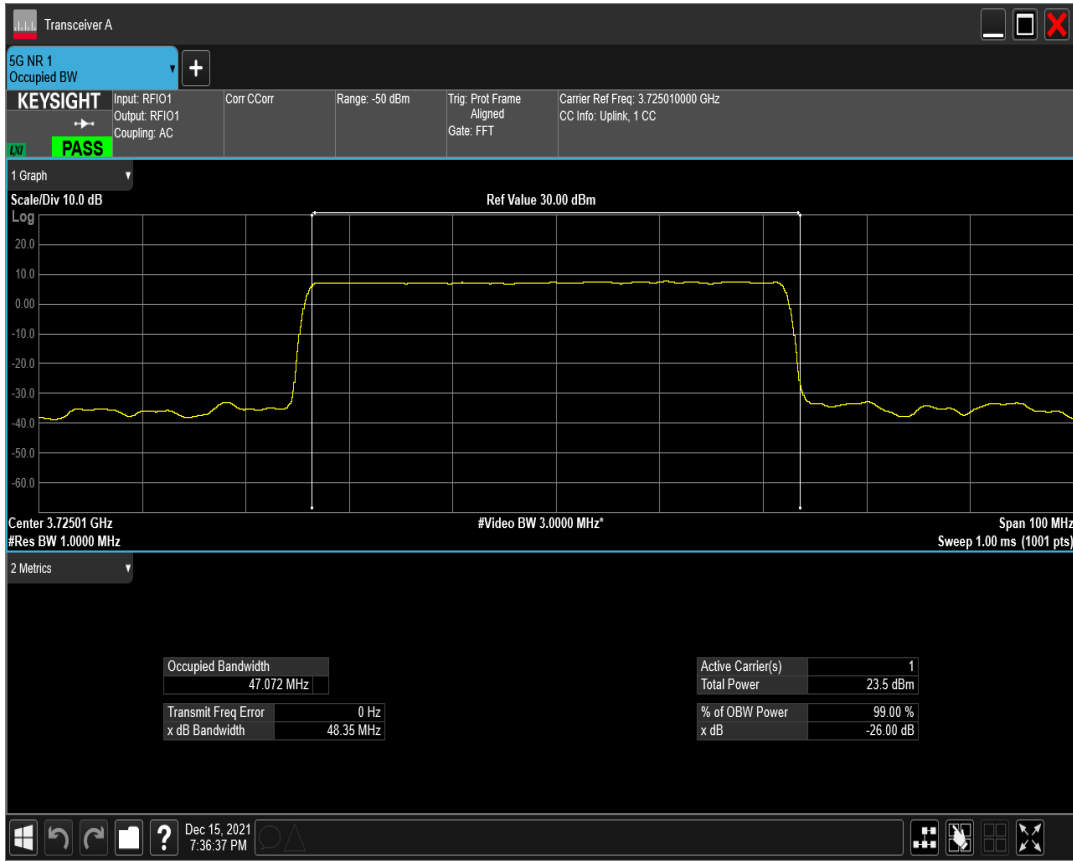 Transceiver A
5G NR 1
Occupied BW
KEYSIGHT
LXI
PASS
Input: RFIO1
Output: RFIO1
Coupling: AC
Corr CCorr
Range: -50 dBm
Trig: Prot Frame
Aligned
Gate: FFT
Carrier Ref Freq: 3.725010000 GHz
CC Info: Uplink, 1 CC
1 Graph
Scale/Div 10.0 dB
Ref Value 30.00 dBm
Log
20.0
10.0
0.00
-10.0
-20.0
-30.0
-40.0
-50.0
-60.0
Center 3.72501 GHz
#Video BW 3.0000 MHz*
Span 100 MHz
#Res BW 1.0000 MHz
Sweep 1.00 ms (1001 pts)
2 Metrics
Occupied Bandwidth
47.072 MHz
Transmit Freq Error 0 Hz
x dB Bandwidth 48.35 MHz
Active Carrier(s) 1
Total Power 23.5 dBm
% of OBW Power 99.00 %
x dB -26.00 dB
?
Dec 15, 2021
7:36:37 PM